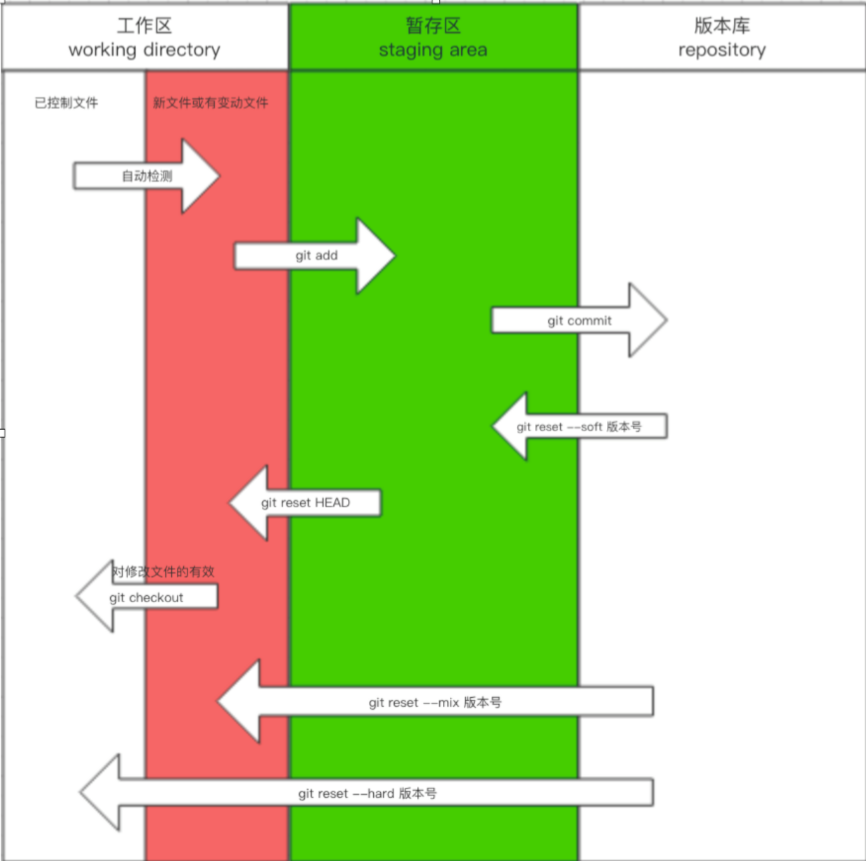 工作区
working directory
暂存区
staging area
版本库
repository
已控制文件
新文件或有变动文件
自动检测
git add
git commit
git reset --soft 版本号
git reset HEAD
对修改文件的有效
git checkout
git reset --mix 版本号
git reset --hard 版本号